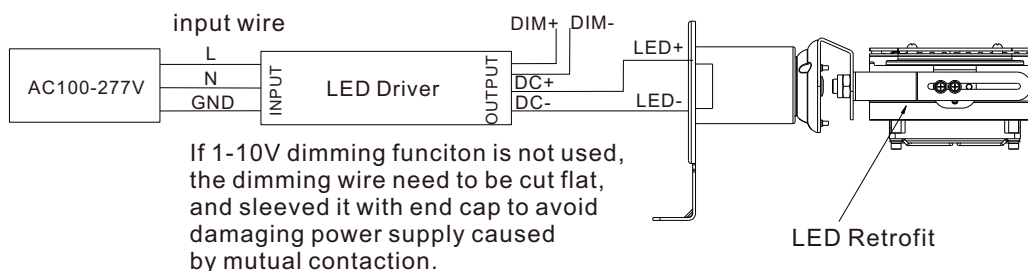 input wire
DIM+ DIM-
L
LED+
AC100-277V
N
INPUT
LED Driver
OUTPUT
DC+
GND
DC-
LED-
If 1-10V dimming funciton is not used,
the dimming wire need to be cut flat,
and sleeved it with end cap to avoid
damaging power supply caused
by mutual contaction.
LED Retrofit